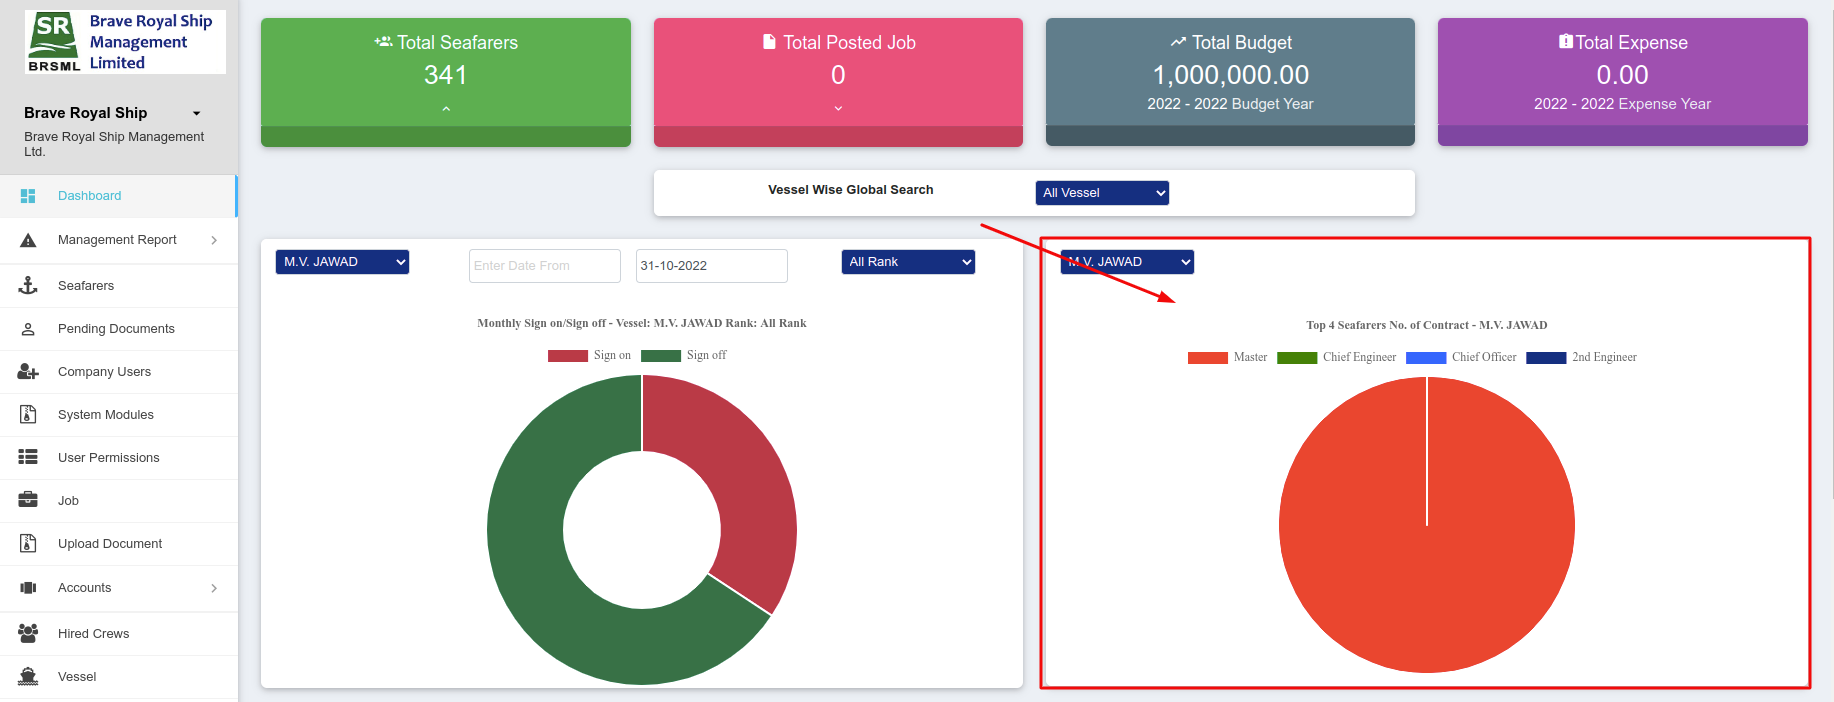 SR
BRSML
Brave Royal Ship
Management
Limited
Brave Royal Ship
Brave Royal Ship Management
Ltd.
Dashboard
Management Report
Seafarers
Pending Documents
Company Users
System Modules
User Permissions
Job
Upload Document
Accounts
Hired Crews
Vessel
Total Seafarers
341
Total Posted Job
0
Total Budget
1,000,000.00
2022 - 2022 Budget Year
Total Expense
0.00
2022 - 2022 Expense Year
Vessel Wise Global Search
All Vessel
M.V. JAWAD
Enter Date From
31-10-2022
All Rank
Monthly Sign on/Sign off - Vessel: M.V. JAWAD Rank: All Rank
Sign on
Sign off
M.V. JAWAD
Top 4 Seafarers No. of Contract - M.V. JAWAD
Master
Chief Engineer
Chief Officer
2nd Engineer